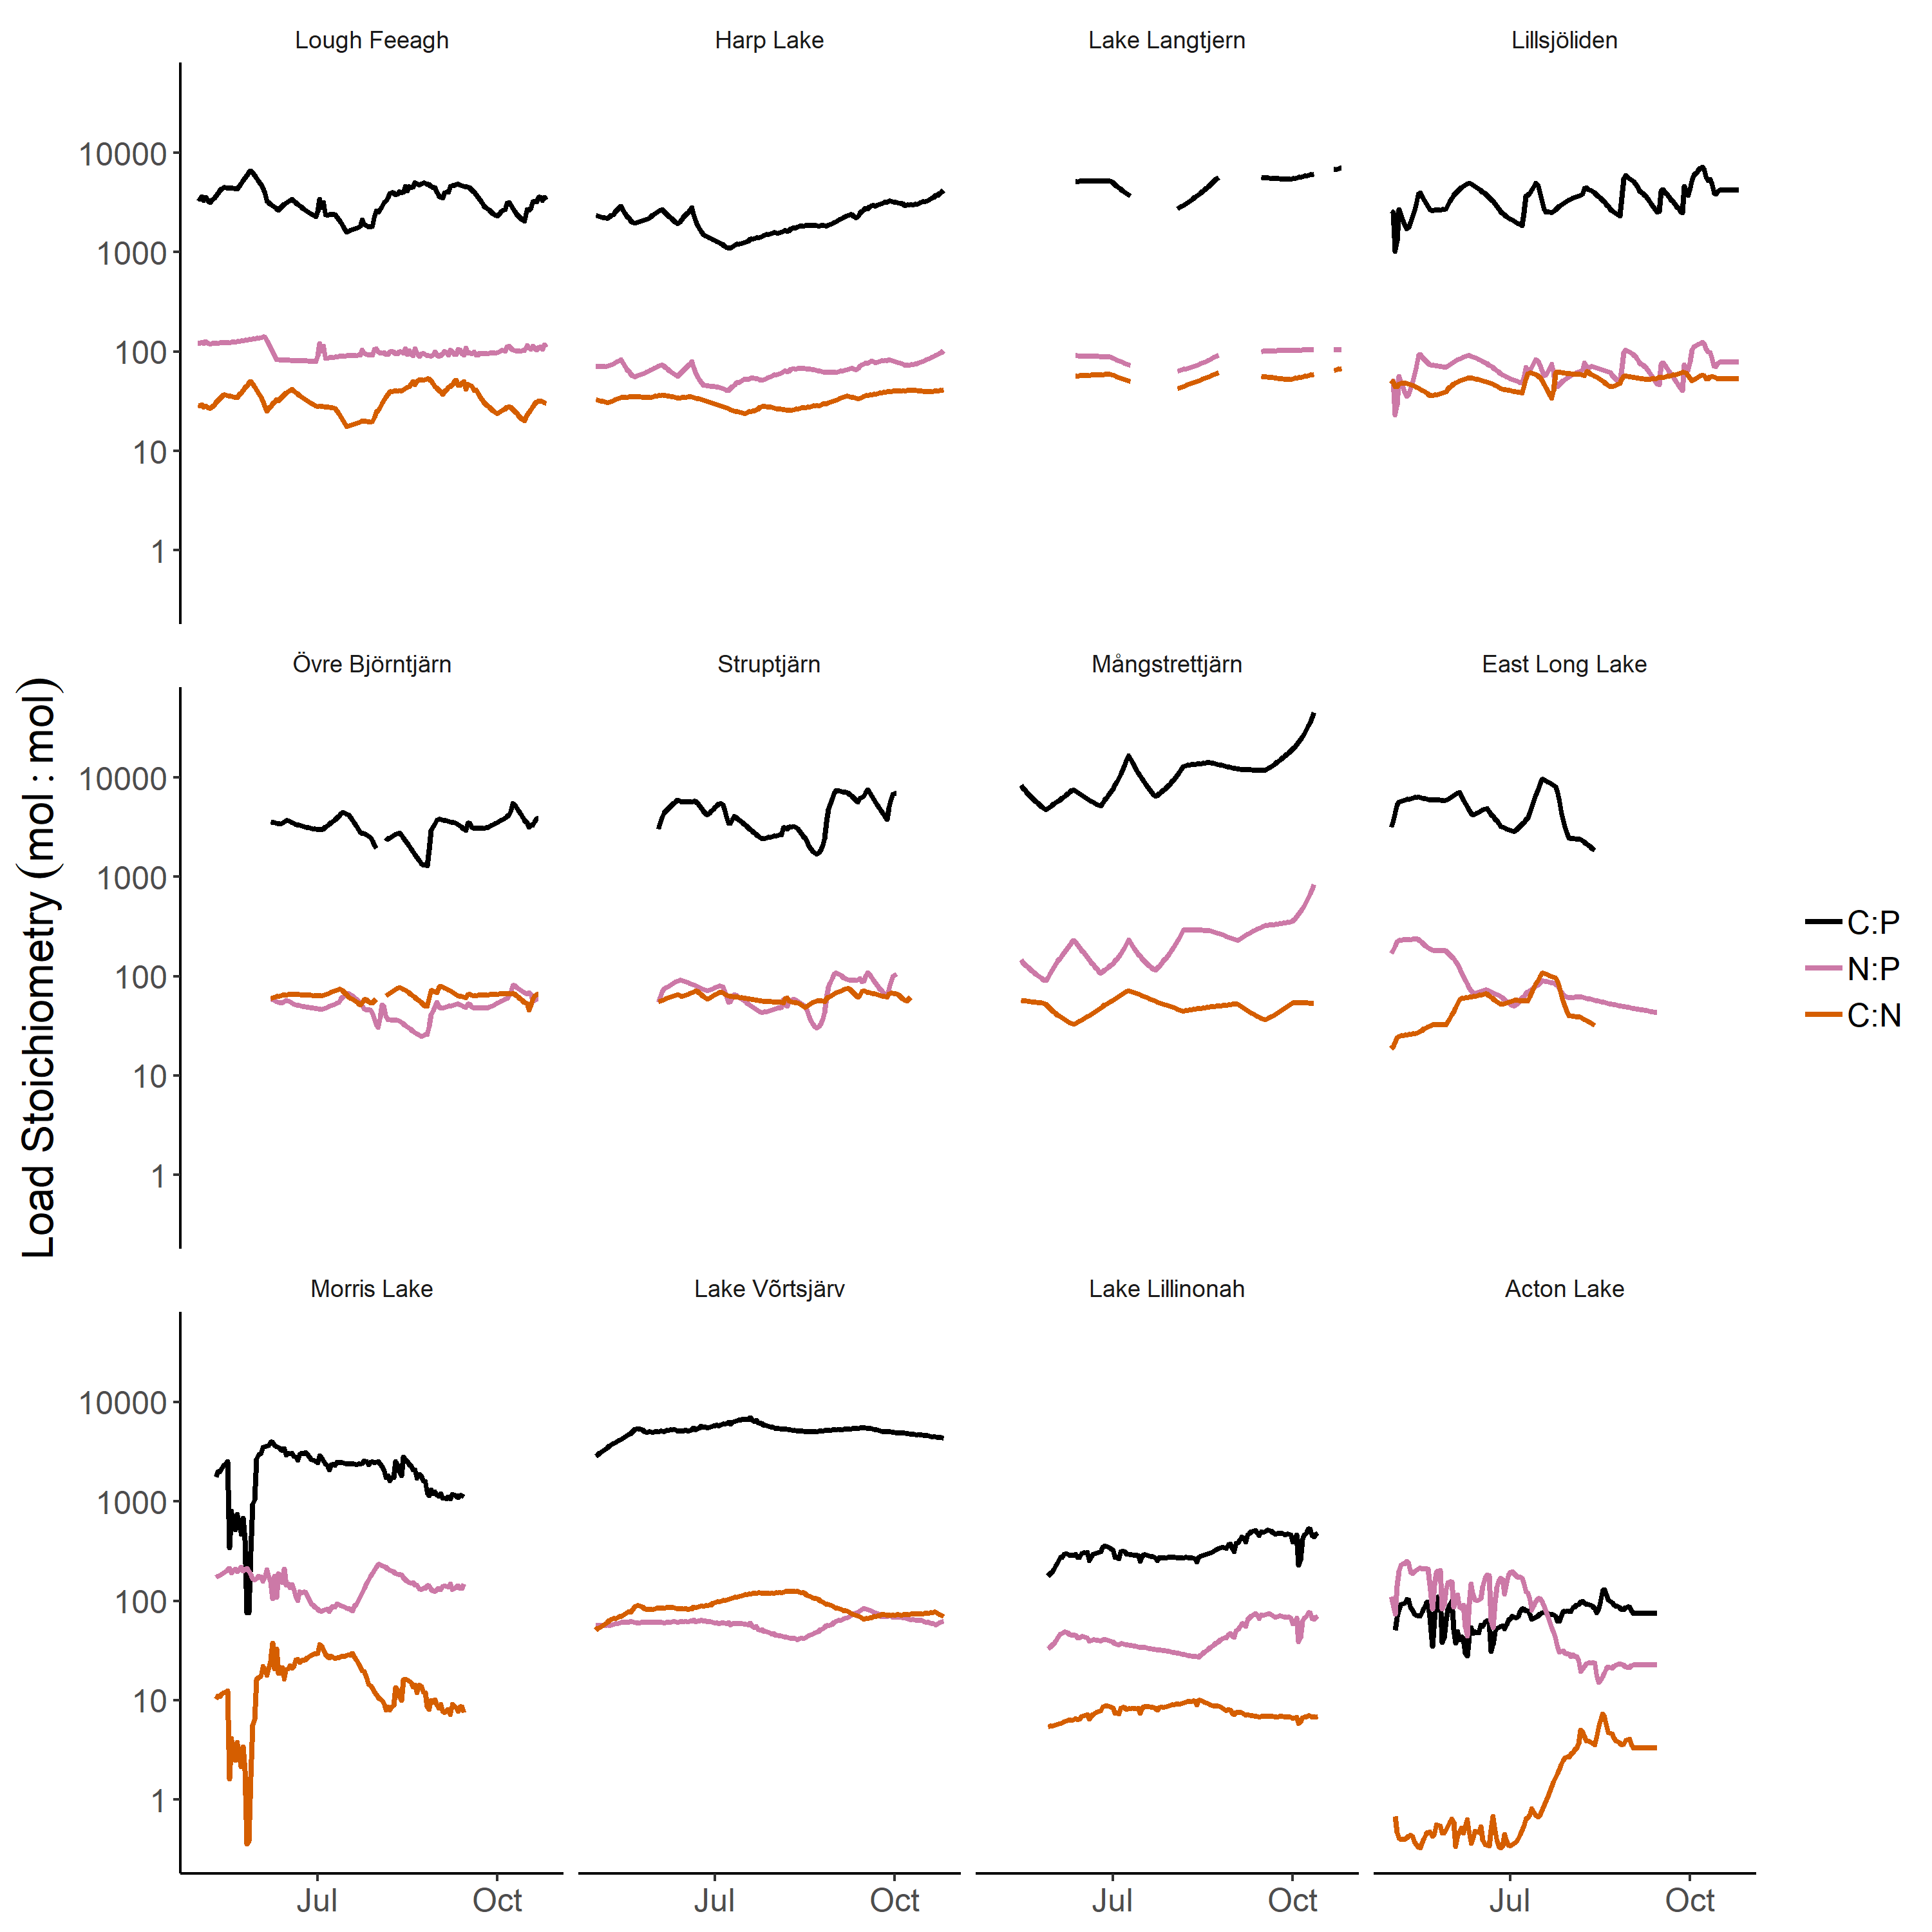 Lough Feeagh
Harp Lake
Lake Langtjern
Lillsjöliden
10000
1000
100
10
1
Övre Björntjärn
Struptjärn
Mångstrettjärn
East Long Lake
10000
1000
100
10
1
Load Stoichiometry (mol : mol)
C:P
N:P
C:N
Morris Lake
Lake Võrtsjärv
Lake Lillinonah
Acton Lake
10000
1000
100
10
1
Jul Oct
Jul Oct
Jul Oct
Jul Oct